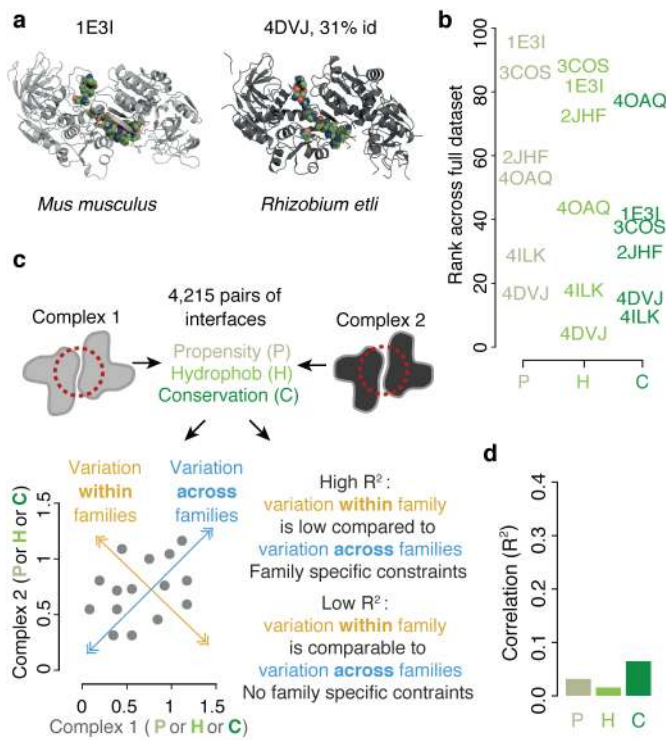 a
1E3I
4DVJ, 31% id
Mus musculus
Rhizobium etli
b
Rank across full dataset
100
80
60
40
20
0
1E3I
3COS
2JHF
4OAQ
4ILK
4DVJ
3COS
1E3I
2JHF
4OAQ
4ILK
4DVJ
4OAQ
1E3I
3COS
2JHF
4DVJ
4ILK
P
H
C
c
4,215 pairs of
interfaces
Complex 1
Complex 2
Propensity (P)
Hydrophob (H)
Conservation (C)
Variation
within
families
Variation
across
families
Complex 2 (P or H or C)
1.5
1
0.5
0
0
0.5
1
1.5
Complex 1 (P or H or C)
High R²:
variation within family
is low compared to
variation across families
Family specific constraints
Low R²:
variation within family
is comparable to
variation across families
No family specific contraints
d
Correlation (R²)
0.4
0.3
0.2
0.1
0.0
P
H
C